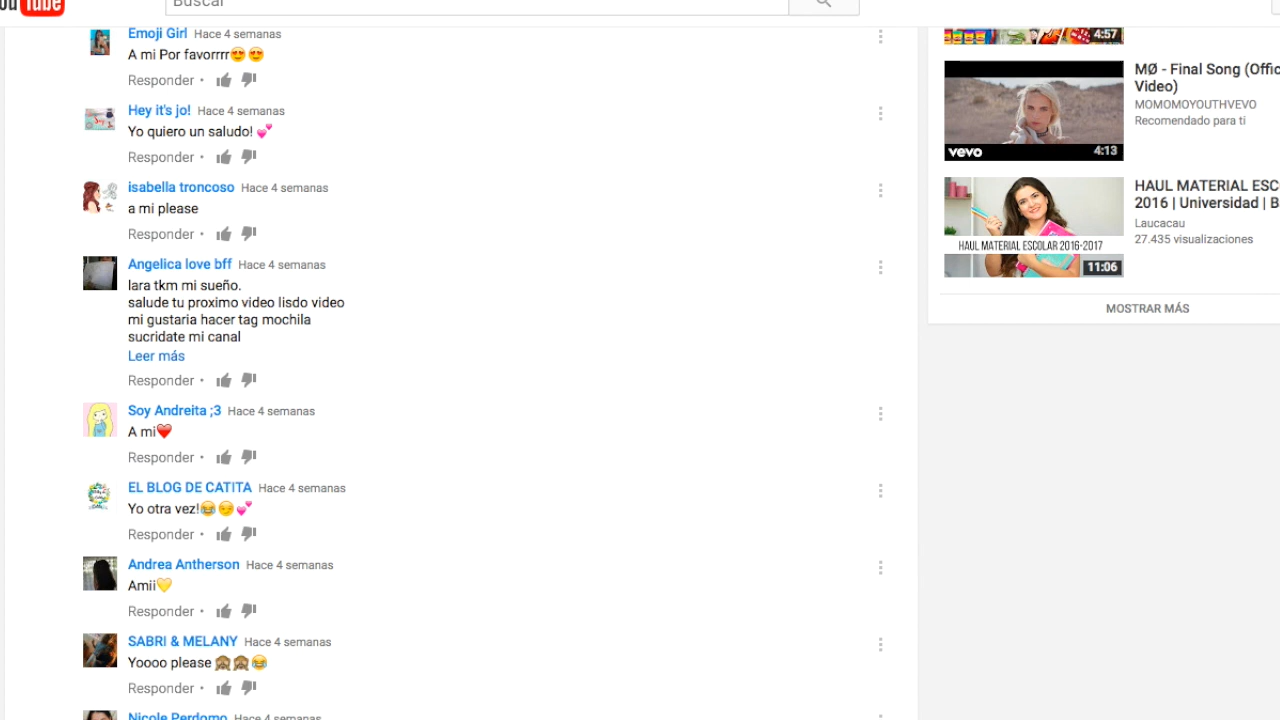 You Tube
Buscar
Emoji Girl Hace 4 semanas
A mi Por favorrrr😍😍
Responder •
Hey it's jo! Hace 4 semanas
Yo quiero un saludo! 💕
Responder •
isabella troncoso Hace 4 semanas
a mi please
Responder •
Angelica love bff Hace 4 semanas
lara tkm mi sueño.
salude tu proximo video lisdo video
mi gustaria hacer tag mochila
sucridate mi canal
Leer más
Responder •
Soy Andreita ;3 Hace 4 semanas
A mi❤️
Responder •
EL BLOG DE CATITA Hace 4 semanas
Yo otra vez!😂😏💕
Responder •
Andrea Antherson Hace 4 semanas
Amii💛
Responder •
SABRI & MELANY Hace 4 semanas
Yoooo please 🙈🙈😂
Responder •
Nicole Perdomo Hace 4 semanas
4:57
MØ - Final Song (Offic
Video)
MOMOMOYOUTHVEVO
Recomendado para ti
vevo
4:13
HAUL MATERIAL ESC
2016 | Universidad | B
Laucacau
27.435 visualizaciones
HAUL MATERIAL ESCOLAR 2016-2017
11:06
MOSTRAR MÁS